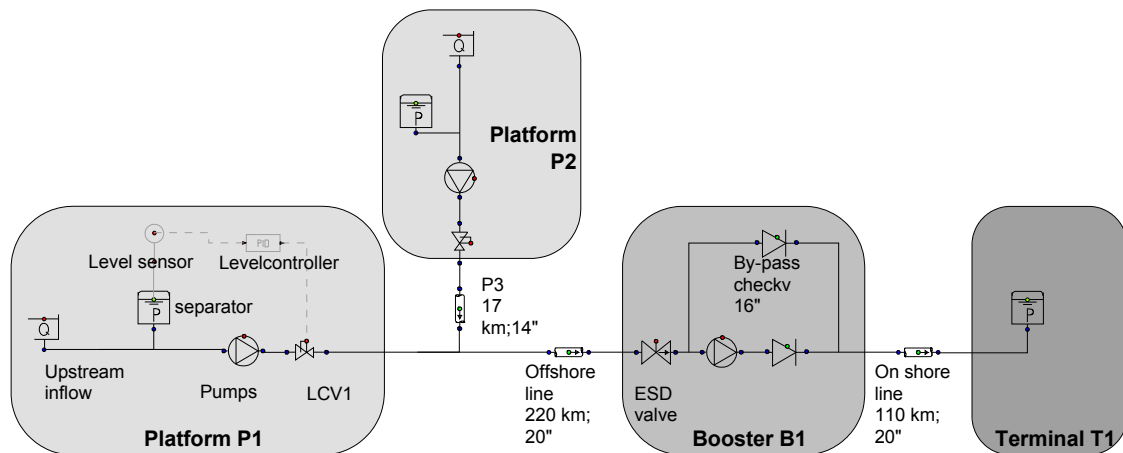 Q
P
Platform
P2
Level sensor
PID
Levelcontroller
separator
P
Q
Upstream
inflow
Pumps
LCV1
Platform P1
P3
17
km;14"
Offshore
line
220 km;
20"
By-pass
checkv
16"
ESD
valve
Booster B1
On shore
line
110 km;
20"
P
Terminal T1